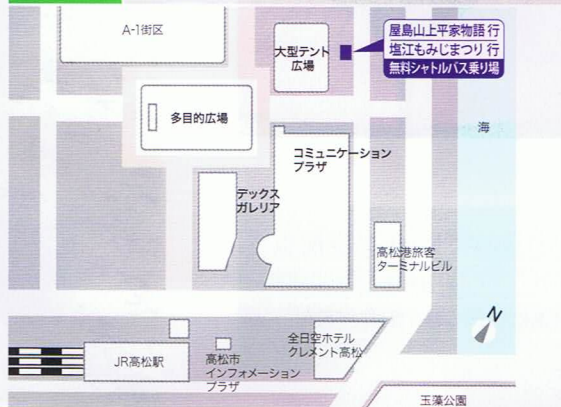 A-1街区
大型テント
広場
屋島山上平家物語 行
塩江もみじまつり 行
無料シャトルバス乗り場
多目的広場
海
コミュニケーション
プラザ
デックス
ガレリア
高松港旅客
ターミナルビル
N
全日空ホテル
クレメント高松
JR高松駅
高松市
インフォメーション
プラザ
玉藻公園